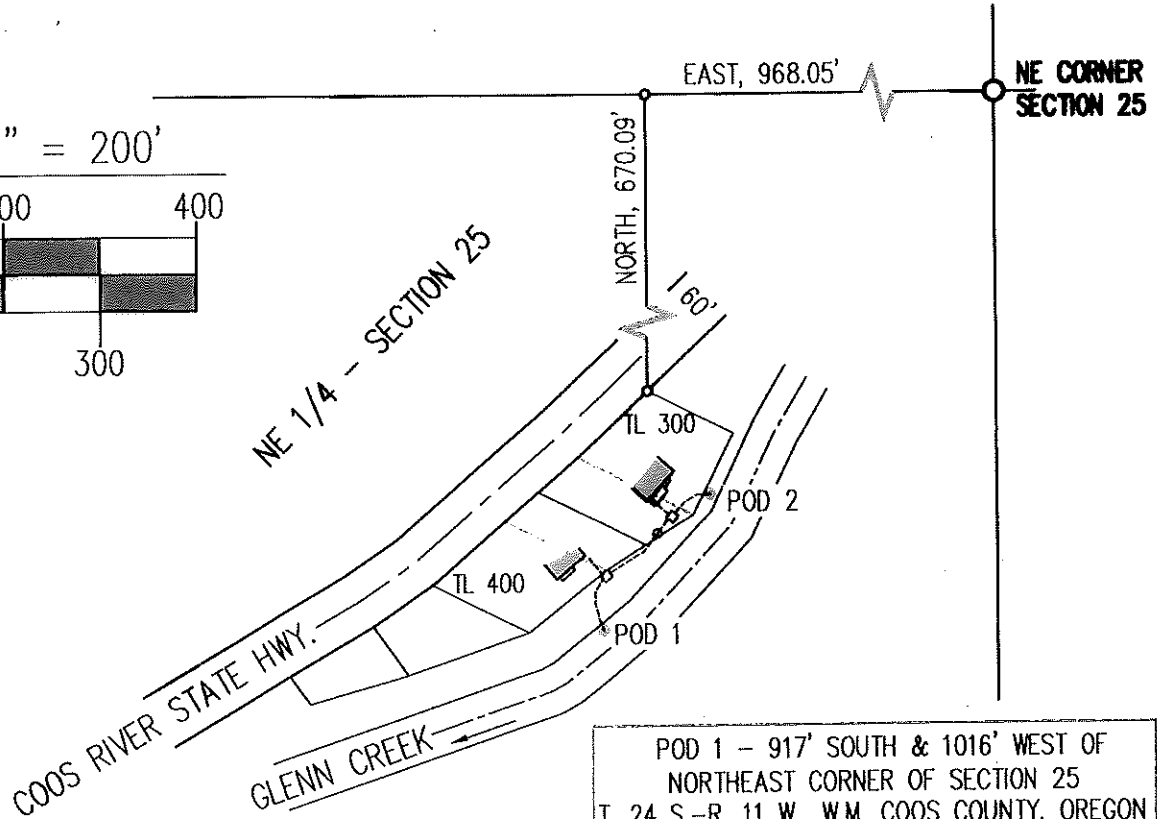 EAST, 968.05'
NE CORNER
SECTION 25
" = 200'
00
400
300
NORTH, 670.09'
60'
NE 1/4 - SECTION 25
TL 300
POD 2
TL 400
POD 1
COOS RIVER STATE HWY.
GLENN CREEK
POD 1 - 917' SOUTH & 1016' WEST OF
NORTHEAST CORNER OF SECTION 25
T. 24 S.-R. 11 W., W.M. COOS COUNTY, OREGON